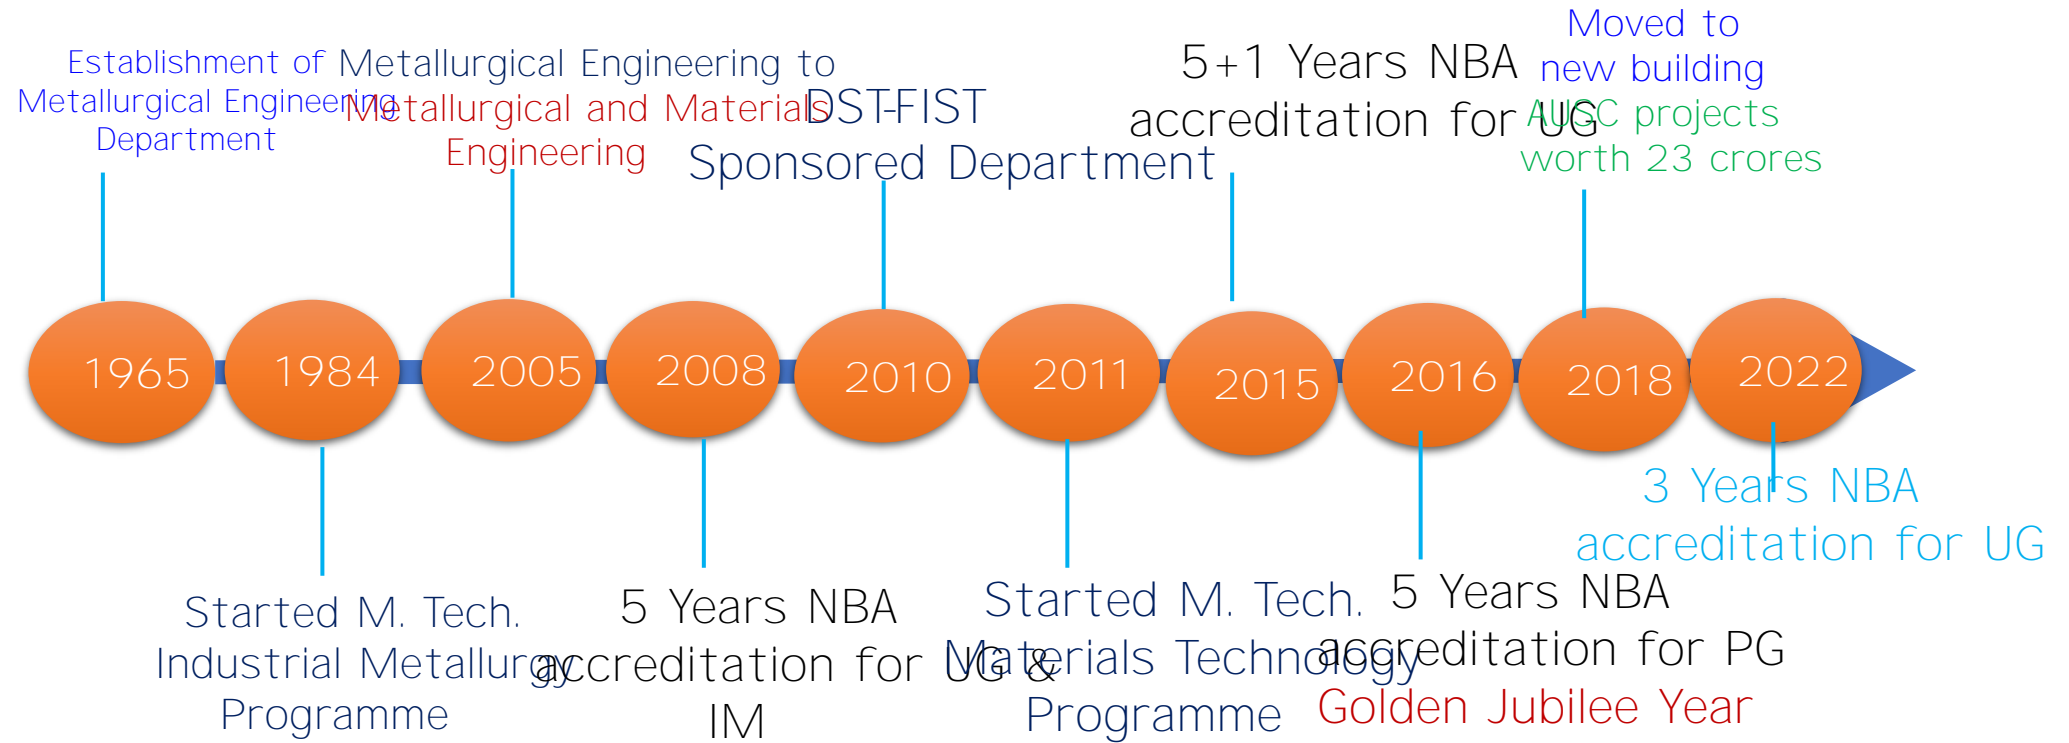 Establishment of
Metallurgical Engineering
Department
Metallurgical Engineering to
Metallurgical and Materials
Engineering
DST-FIST
Sponsored Department
5+1 Years NBA
accreditation for UG
Moved to
new building
AUSC projects
worth 23 crores
1965
1984
2005
2008
2010
2011
2015
2016
2018
2022
Started M. Tech.
Industrial Metallurgy
Programme
5 Years NBA
accreditation for UG &
IM
Started M. Tech.
Materials Technology
Programme
5 Years NBA
accreditation for PG
Golden Jubilee Year
3 Years NBA
accreditation for UG